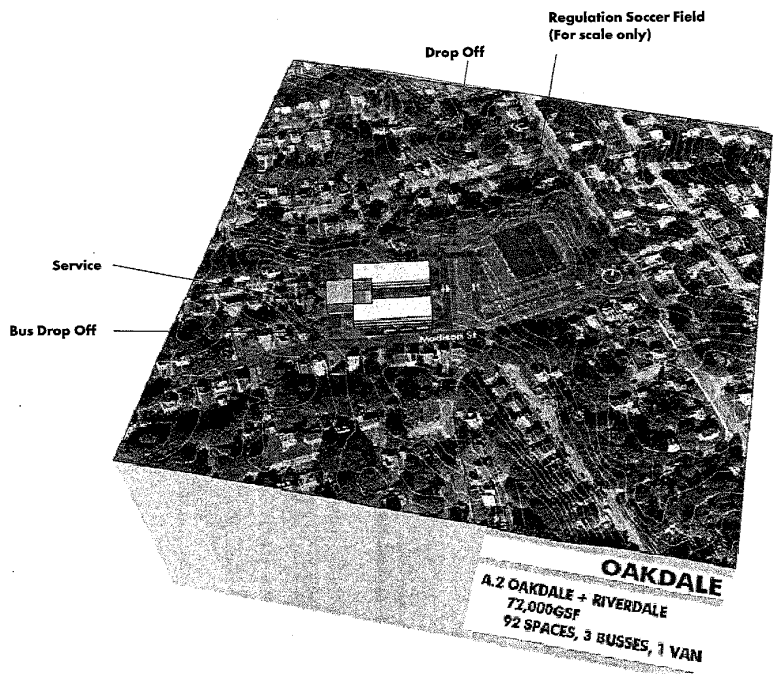 Regulation Soccer Field
(For scale only)
Drop Off
Service
Bus Drop Off
Madison St
OAKDALE
A.2 OAKDALE + RIVERDALE
72,000GSF
92 SPACES, 3 BUSSES, 1 VAN